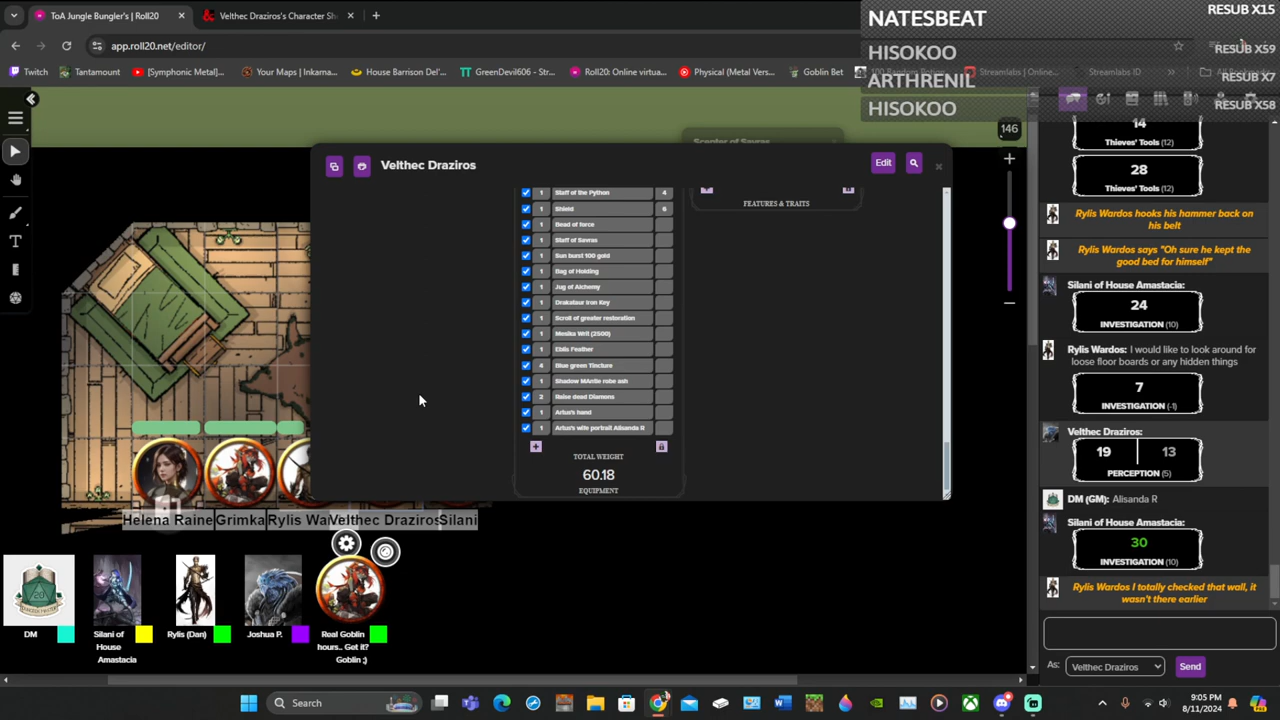 ToA Jungle Bungler's | Roll20
Velthec Draziros's Character Sh
NATESBEAT
RESUB X15
HISOKOO
RESUB X59
ARTHRENIL
RESUB X7
HISOKOO
RESUB X58
app.roll20.net/editor/
Twitch
Tantamount
[Symphonic Metal]...
Your Maps | Inkarna...
House Barrison Del'...
GreenDevil606 - Str...
Roll20: Online virtua...
Physical (Metal Vers...
Goblin Bet
Streamlabs | Online...
Streamlabs ID
146
Scepter of Savras
Velthec Draziros
Edit
1 Staff of the Python 4
1 Shield 6
1 Bead of force
1 Staff of Savras
1 Sun burst 100 gold
1 Bag of Holding
1 Jug of Alchemy
1 Drakataur Iron Key
1 Scroll of greater restoration
1 Mesika Writ (2500)
1 Eblis Feather
4 Blue green Tincture
1 Shadow MAntle robe ash
2 Raise dead Diamons
1 Artus's hand
1 Artus's wife portrait Alisanda R
TOTAL WEIGHT
60.18
EQUIPMENT
FEATURES & TRAITS
14
Thieves' Tools (12)
28
Thieves' Tools (12)
Rylis Wardos hooks his hammer back on
his belt
Rylis Wardos says "Oh sure he kept the
good bed for himself"
Silani of House Amastacia:
24
INVESTIGATION (10)
Rylis Wardos: I would like to look around for
loose floor boards or any hidden things
7
INVESTIGATION (-1)
Velthec Draziros:
19 13
PERCEPTION (5)
DM (GM): Alisanda R
Silani of House Amastacia:
30
INVESTIGATION (10)
Rylis Wardos I totally checked that wall, it
wasn't there earlier
As: Velthec Draziros
Send
Helena Raine
Grimka
Rylis Wa
Velthec Draziros
Silani
DM
Silani of
House
Amastacia
Rylis (Dan)
Joshua P.
Real Goblin
hours.. Get it?
Goblin ;)
Search
9:05 PM
8/11/2024